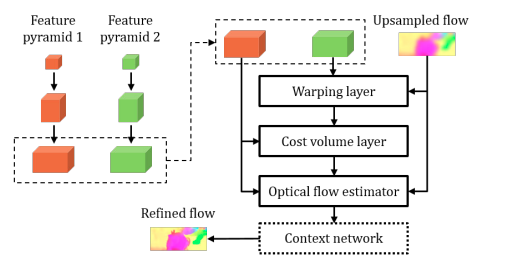 Feature
pyramid 1
Feature
pyramid 2
Upsampled flow
Warping layer
Cost volume layer
Optical flow estimator
Refined flow
Context network